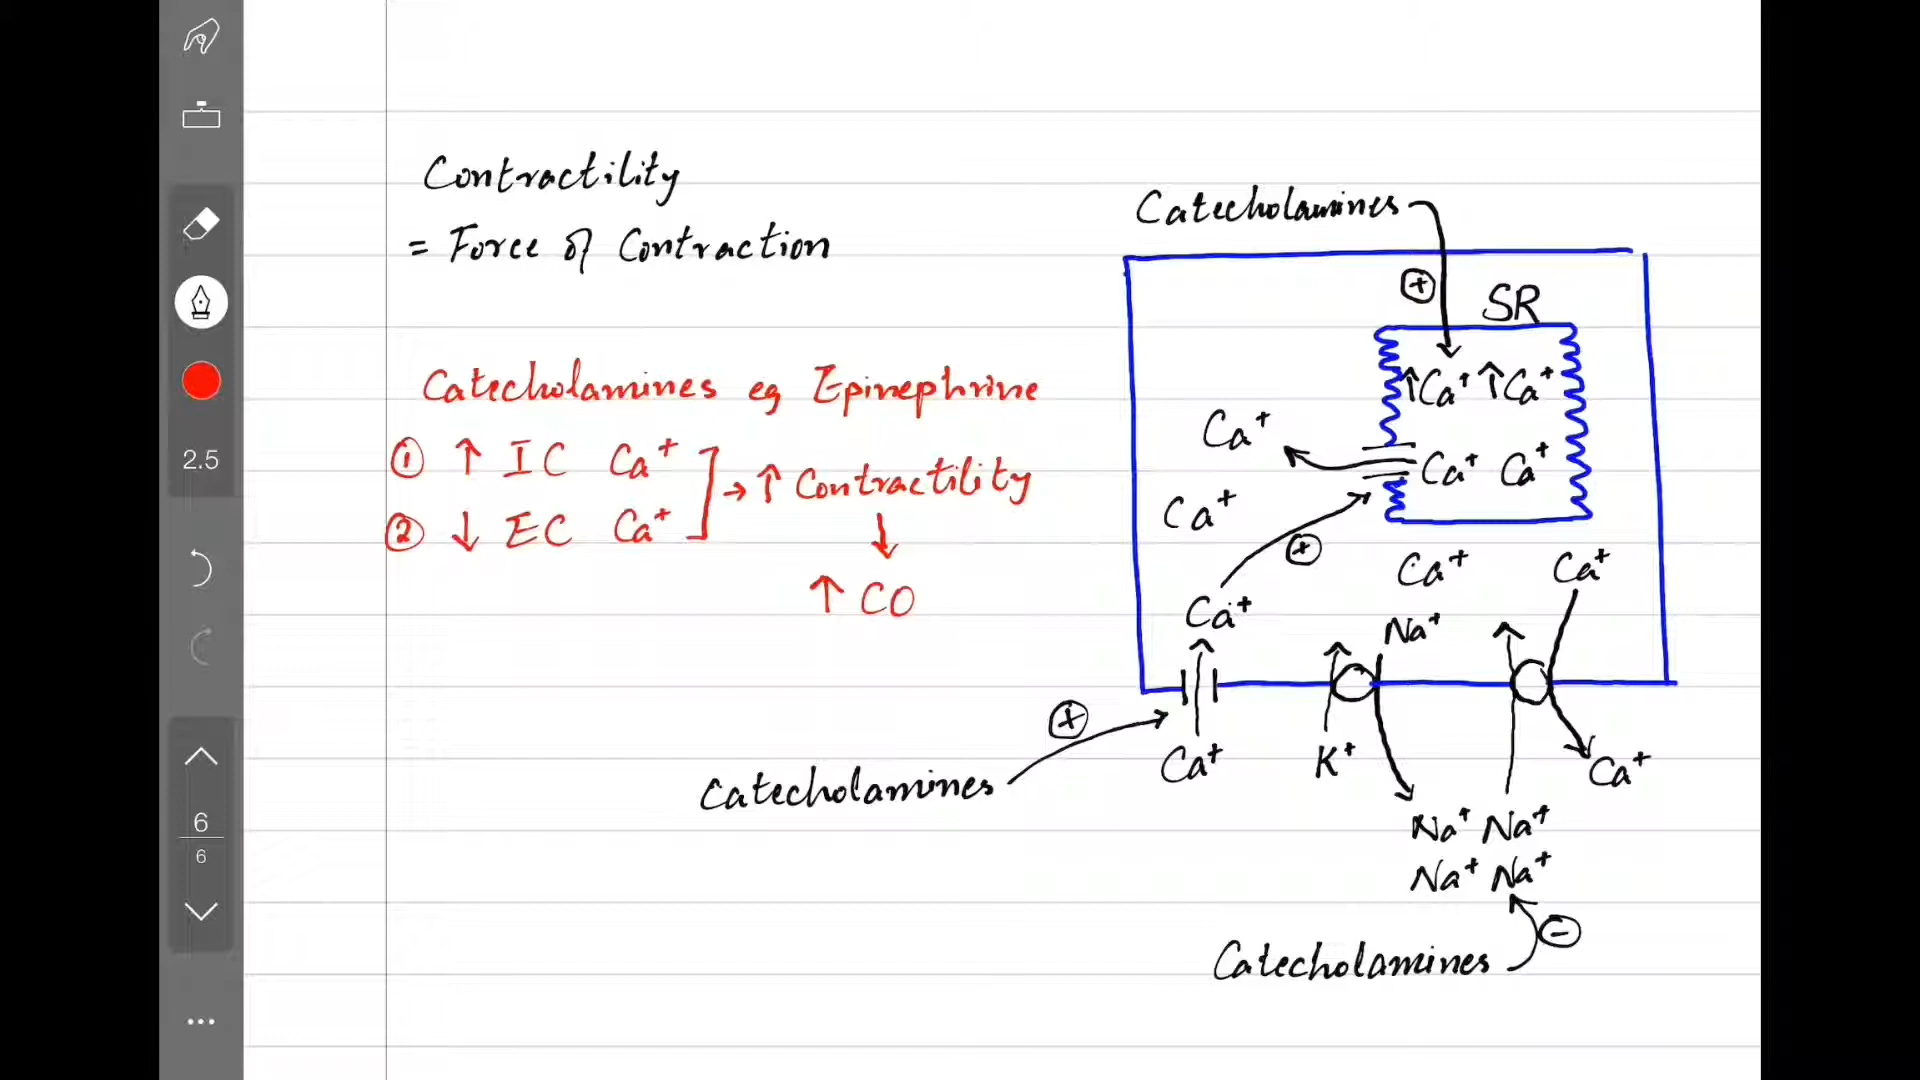 Contractility
= Force of Contraction
Catecholamines eg Epinephrine
① ↑ IC Ca⁺
② ↓ EC Ca⁺
→ ↑ Contractility
↓
↑ CO
Catecholamines
⊕
SR
↑Ca⁺ ↑Ca⁺
Ca⁺
Ca⁺ Ca⁺
Ca⁺
⊕
Ca⁺
Ca⁺
Ca⁺
Na⁺
⊕
Catecholamines
Ca⁺
K⁺
Ca⁺
Na⁺ Na⁺
Na⁺ Na⁺
⊖
Catecholamines
2.5
6
6
...